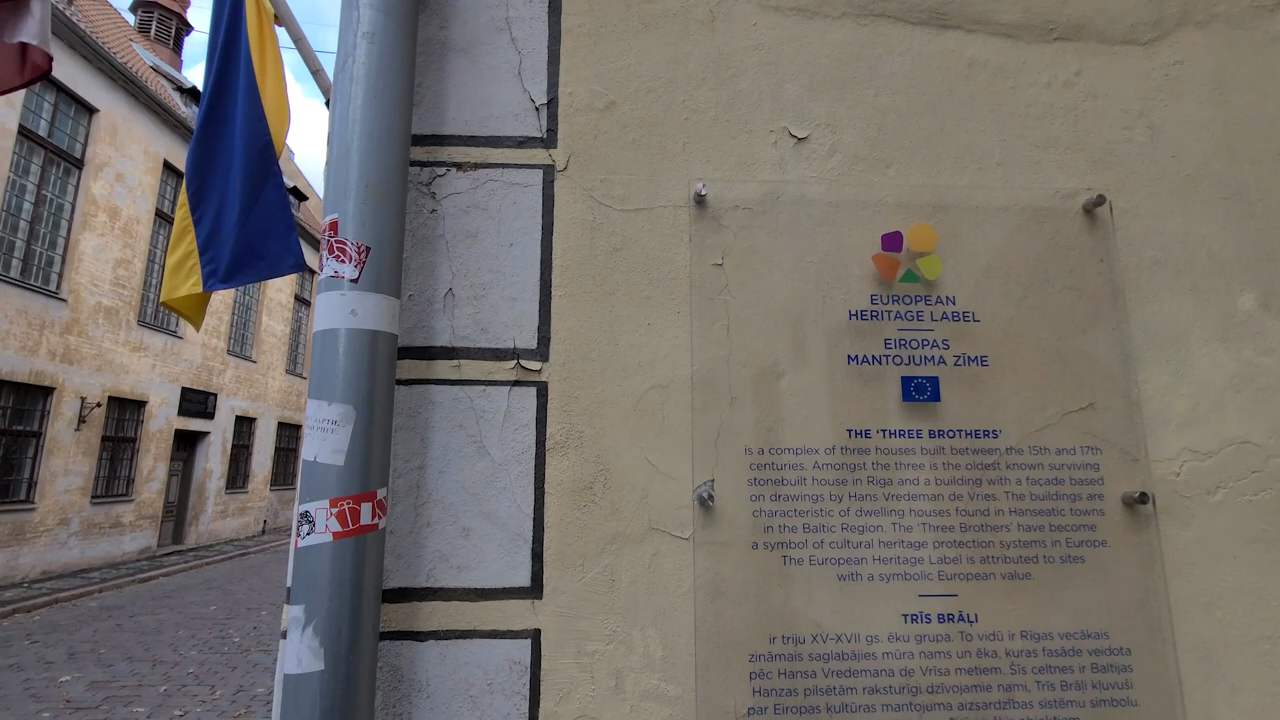 EUROPEAN
HERITAGE LABEL
EIROPAS
MANTOJUMA ZĪME
THE ‘THREE BROTHERS’
is a complex of three houses built between the 15th and 17th
centuries. Amongst the three is the oldest known surviving
stonebuilt house in Riga and a building with a façade based
on drawings by Hans Vredeman de Vries. The buildings are
characteristic of dwelling houses found in Hanseatic towns
in the Baltic Region. The ‘Three Brothers’ have become
a symbol of cultural heritage protection systems in Europe.
The European Heritage Label is attributed to sites
with a symbolic European value.
TRĪS BRĀĻI
ir triju XV–XVII gs. ēku grupa. To vidū ir Rīgas vecākais
zināmais saglabājies mūra nams un ēka, kuras fasāde veidota
pēc Hansa Vredemana de Vrīsa metiem. Šīs celtnes ir Baltijas
Hanzas pilsētām raksturīgi dzīvojamie nami, Trīs Brāļi kļuvuši
par Eiropas kultūras mantojuma aizsardzības sistēmu simbolu.
KÖLN